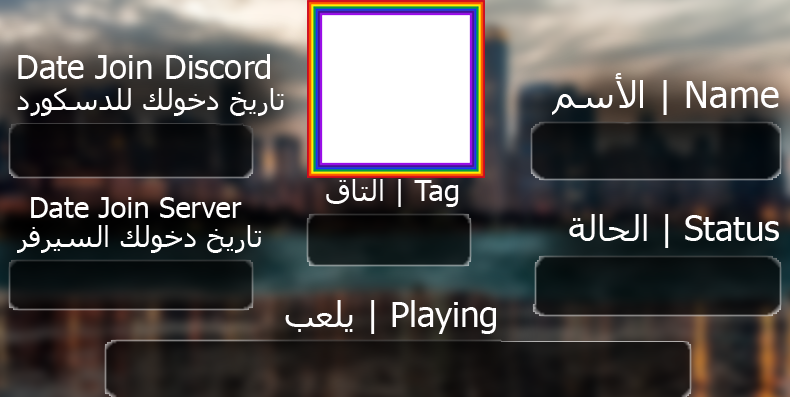 Date Join Discord
تاريخ دخولك للدسكورد
الأسم | Name
التاق | Tag
Date Join Server
تاريخ دخولك السيرفر
الحالة | Status
يلعب | Playing